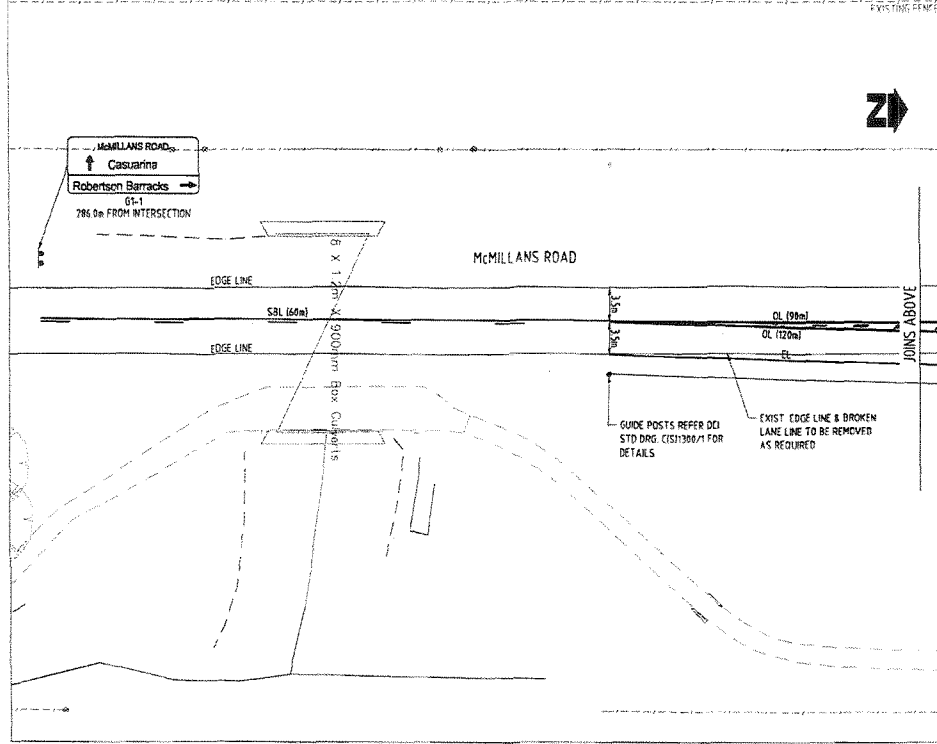 EXISTING FENCE
Z
McMILLANS ROAD
Casuarina
Robertson Barracks
G1-1
286.0m FROM INTERSECTION
McMILLANS ROAD
6 X 1.2m X 900mm Box Culverts
EDGE LINE
3.5m
SBL (60m)
OL (90m)
OL (120m)
3.5m
EDGE LINE
EL
JOINS ABOVE
GUIDE POSTS REFER DCI
STD DRG. C(S)1300/1 FOR
DETAILS
EXIST EDGE LINE & BROKEN
LANE LINE TO BE REMOVED
AS REQUIRED